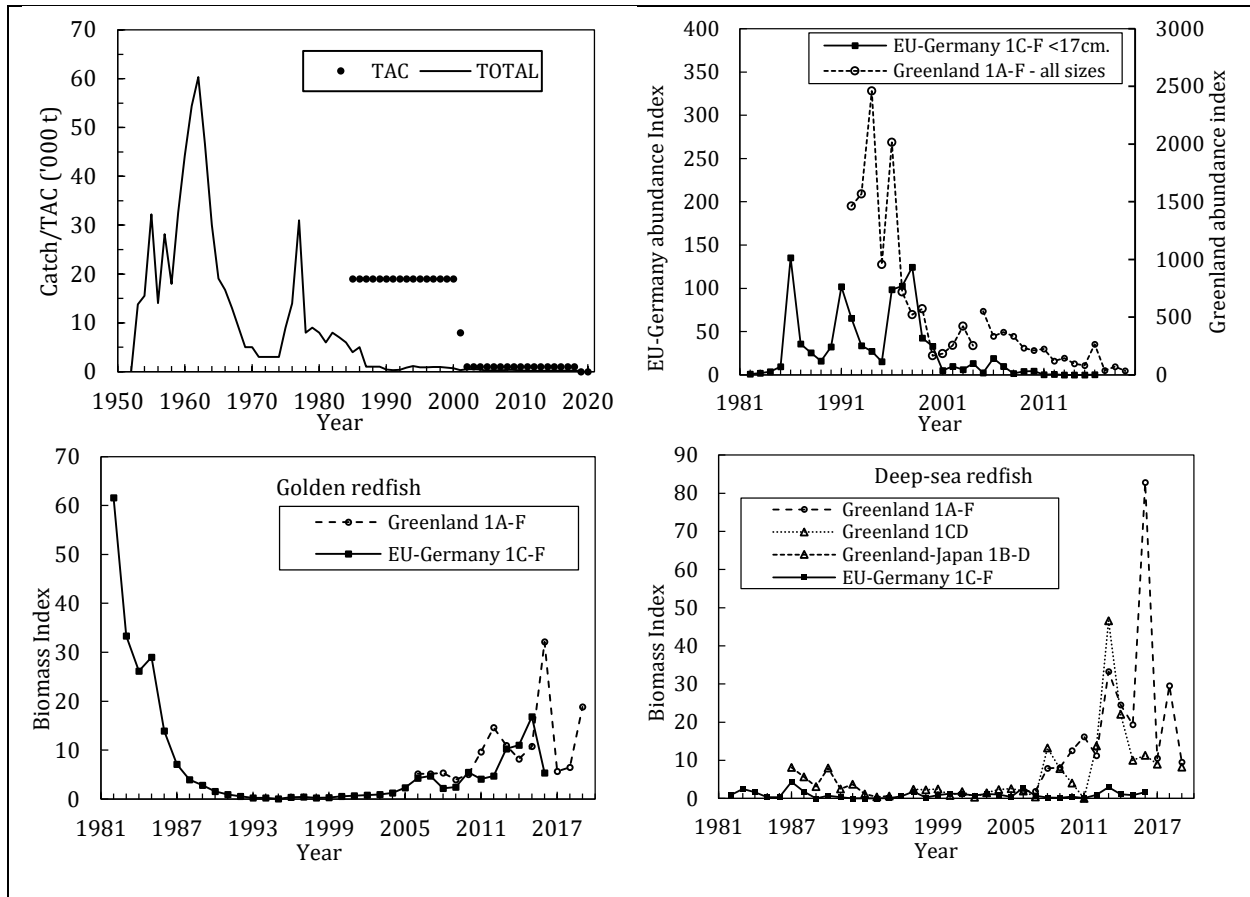 70
60
50
40
30
20
10
0
Catch/TAC ('000 t)
TAC
TOTAL
1950 1960 1970 1980 1990 2000 2010 2020
Year
400
350
300
250
200
150
100
50
0
EU-Germany abundance Index
EU-Germany 1C-F <17cm.
Greenland 1A-F - all sizes
3000
2500
2000
1500
1000
500
0
Greenland abundance index
1981 1991 2001 2011
Year
70
60
50
40
30
20
10
0
Biomass Index
Golden redfish
Greenland 1A-F
EU-Germany 1C-F
1981 1987 1993 1999 2005 2011 2017
Year
90
80
70
60
50
40
30
20
10
0
Biomass Index
Deep-sea redfish
Greenland 1A-F
Greenland 1CD
Greenland-Japan 1B-D
EU-Germany 1C-F
1981 1987 1993 1999 2005 2011 2017
Year